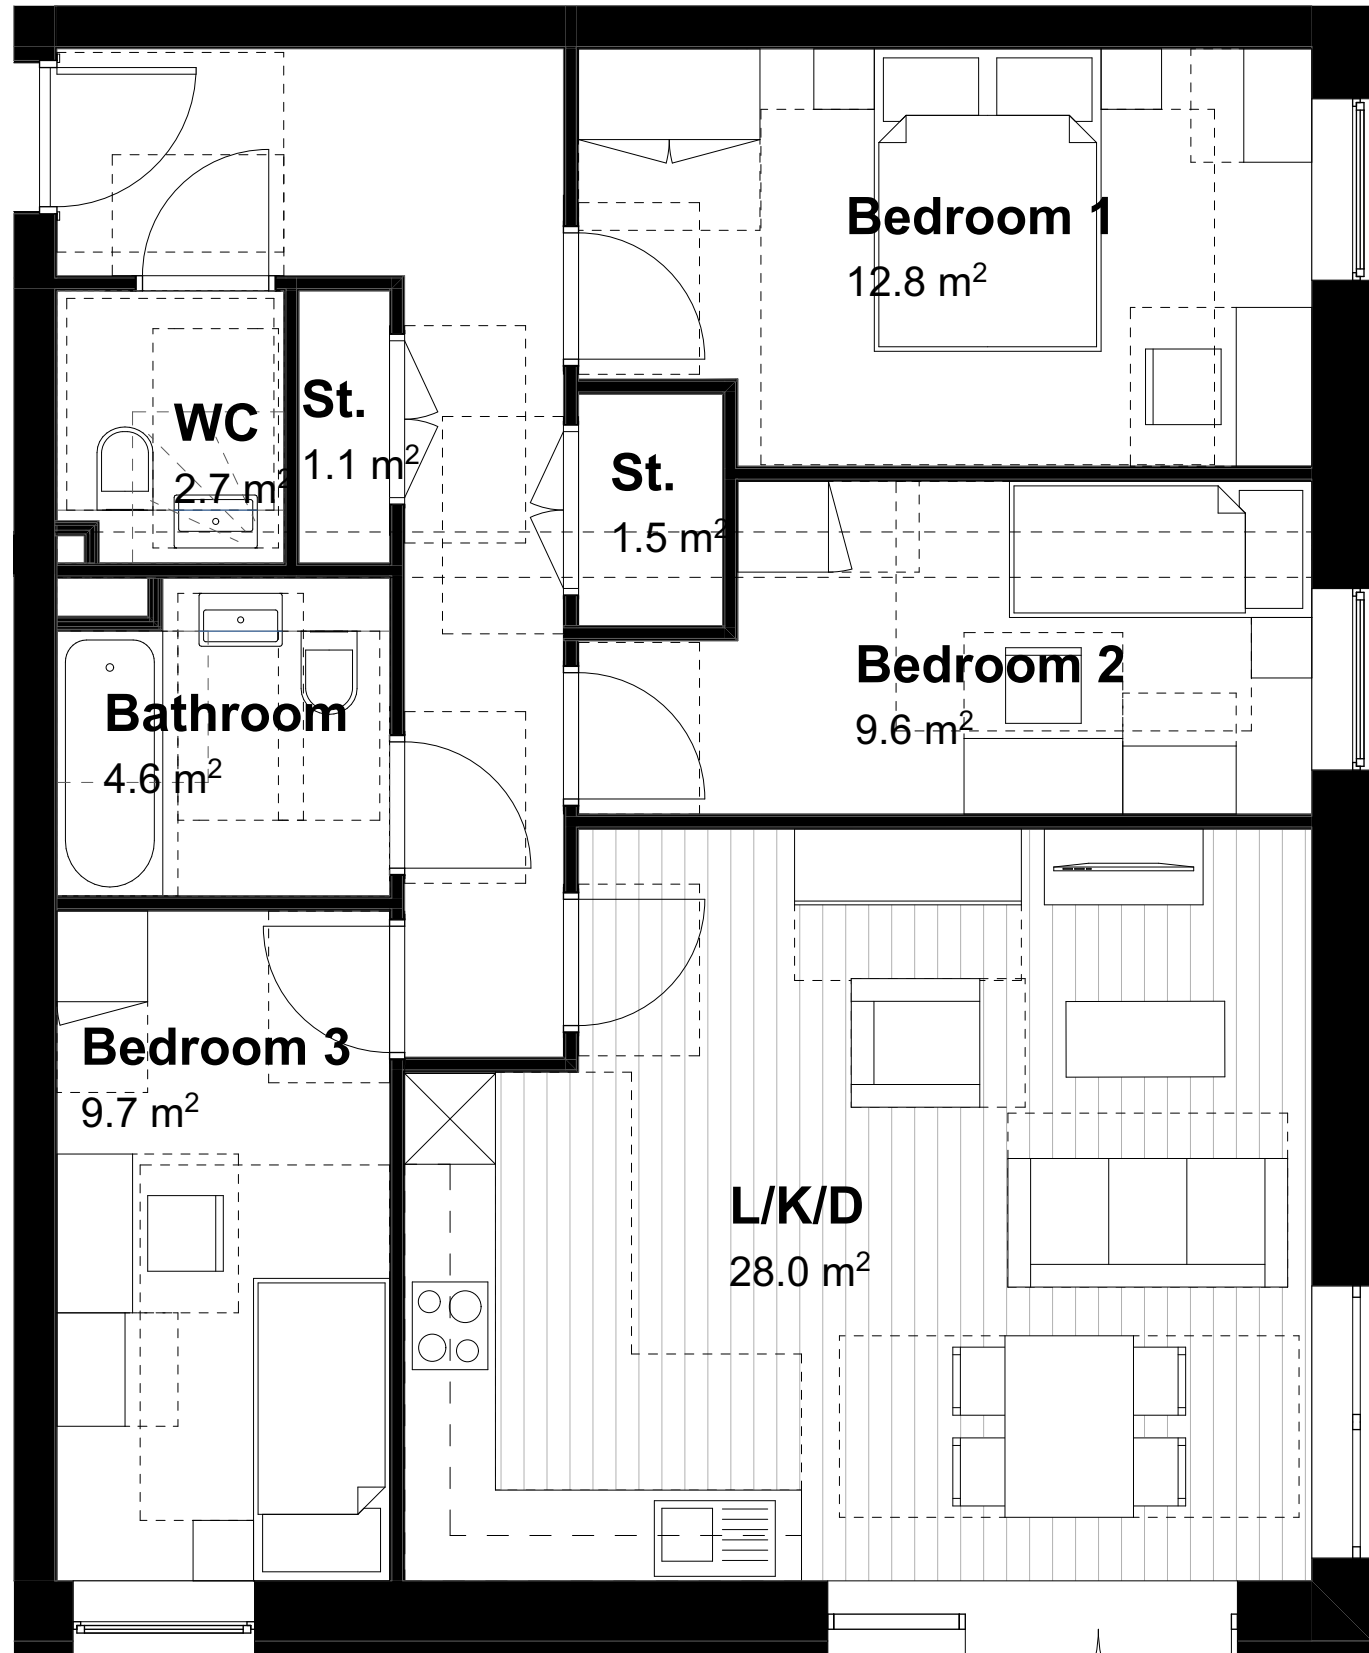 Bedroom 1
12.8 m²
WC
2.7 m²
St.
1.1 m²
St.
1.5 m²
Bedroom 2
9.6 m²
Bathroom
4.6 m²
Bedroom 3
9.7 m²
L/K/D
28.0 m²